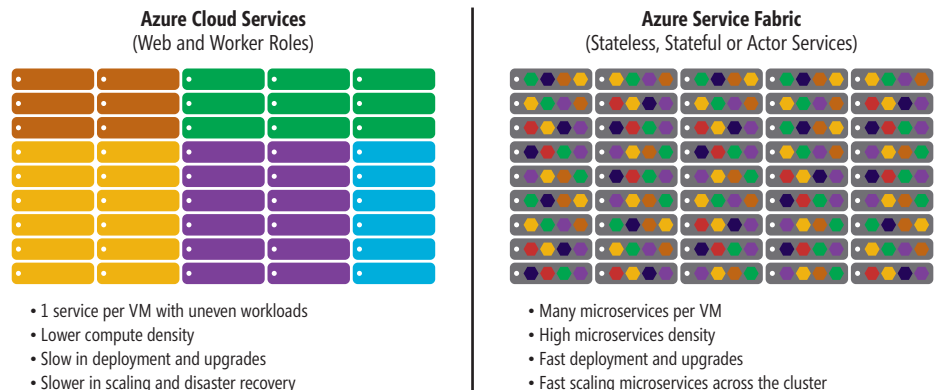 Azure Cloud Services
(Web and Worker Roles)
• 1 service per VM with uneven workloads
• Lower compute density
• Slow in deployment and upgrades
• Slower in scaling and disaster recovery
Azure Service Fabric
(Stateless, Stateful or Actor Services)
• Many microservices per VM
• High microservices density
• Fast deployment and upgrades
• Fast scaling microservices across the cluster